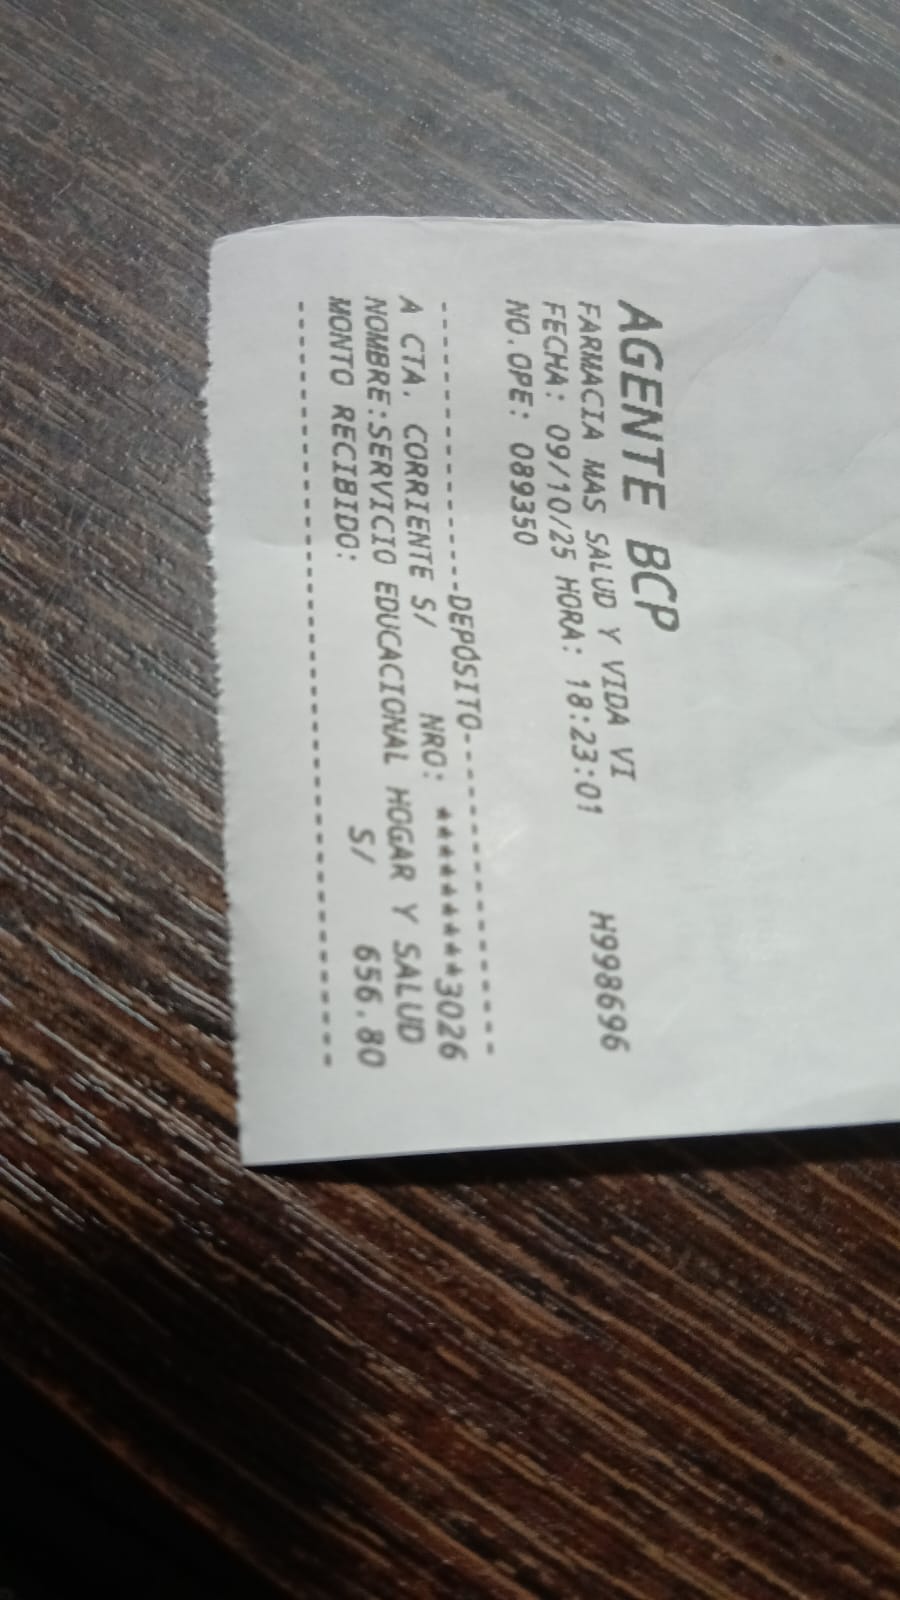 AGENTE BCP
FARMACIA MAS SALUD Y VIDA VI
FECHA: 09/10/25 HORA: 18:23:01 H998696
NO.OPE: 089350
--------------------DEPÓSITO--------------------
A CTA. CORRIENTE S/ NRO: *********3026
NOMBRE:SERVICIO EDUCACIONAL HOGAR Y SALUD
MONTO RECIBIDO: S/ 656.80
------------------------------------------------